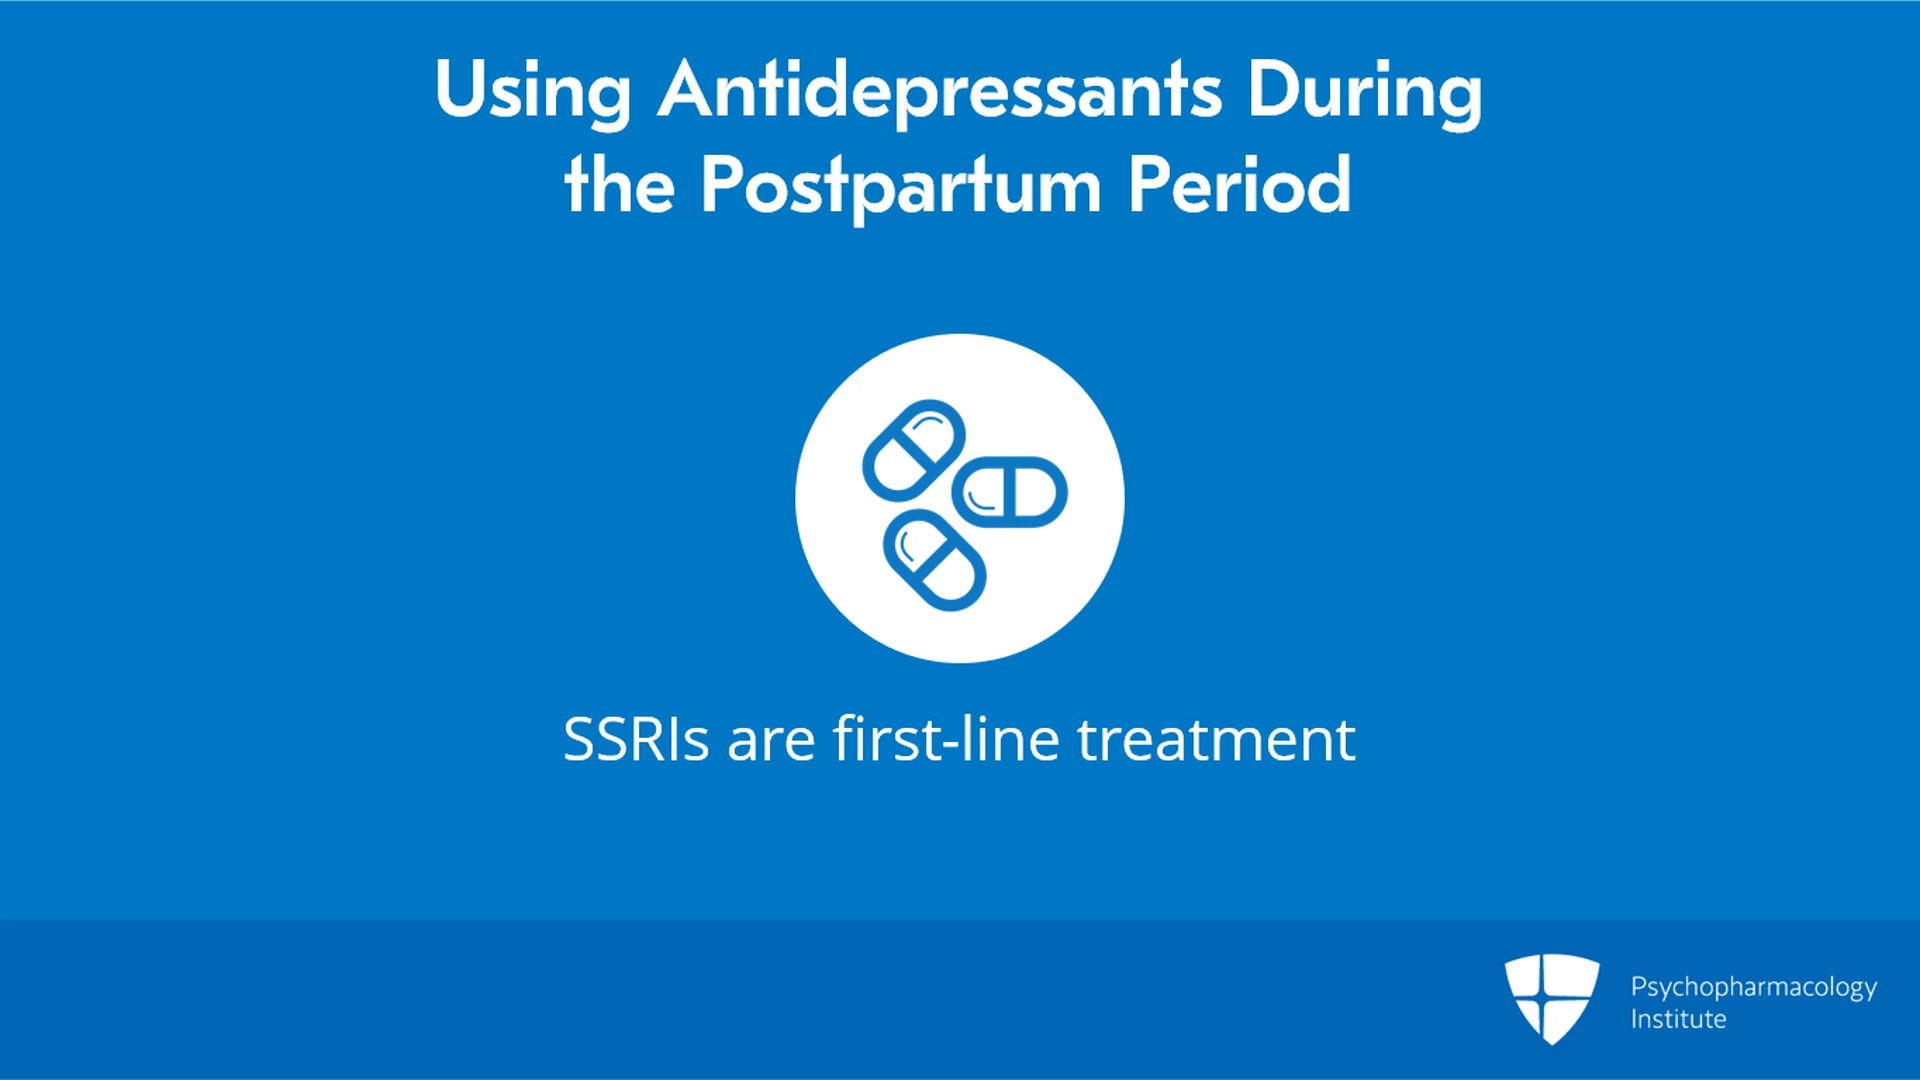 Using Antidepressants During
the Postpartum Period
SSRIs are first-line treatment
Psychopharmacology
Institute